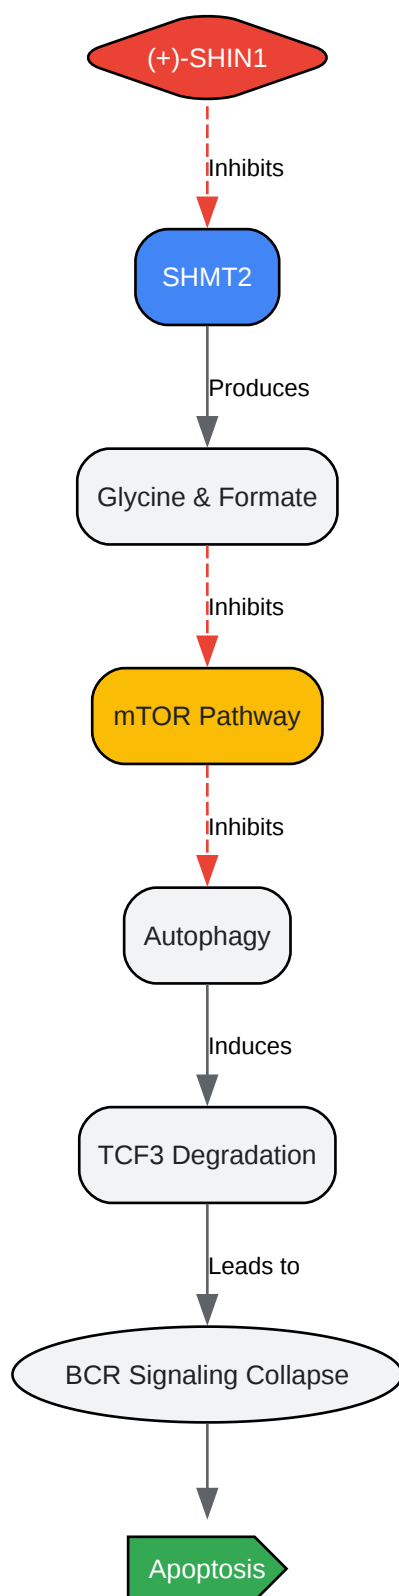 (+)-SHIN1
Inhibits
SHMT2
Produces
Glycine & Formate
Inhibits
mTOR Pathway
Inhibits
Autophagy
Induces
TCF3 Degradation
Leads to
BCR Signaling Collapse
Apoptosis